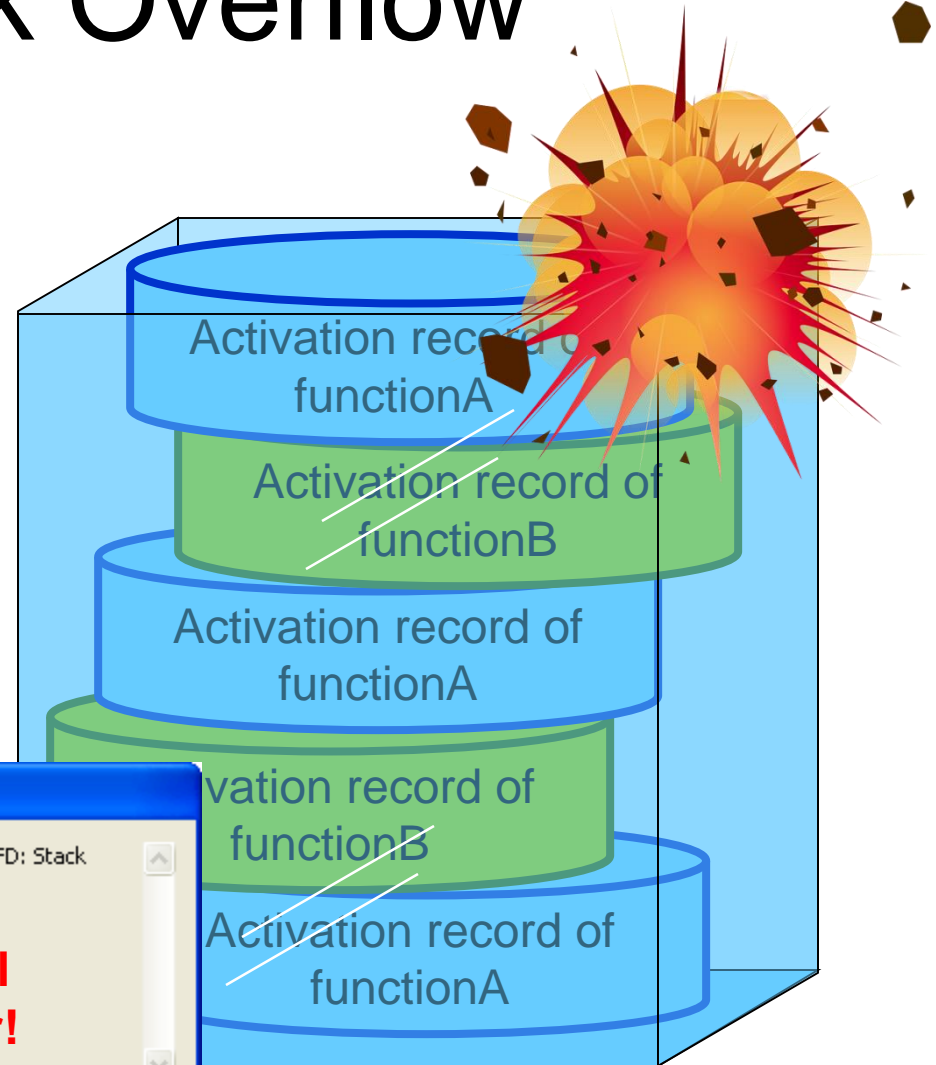 Overflow
Activation record of
functionA
Activation record of
functionB
Activation record of
functionA
vation record of
functionB
FD: Stack
Activation record of
functionA
r!